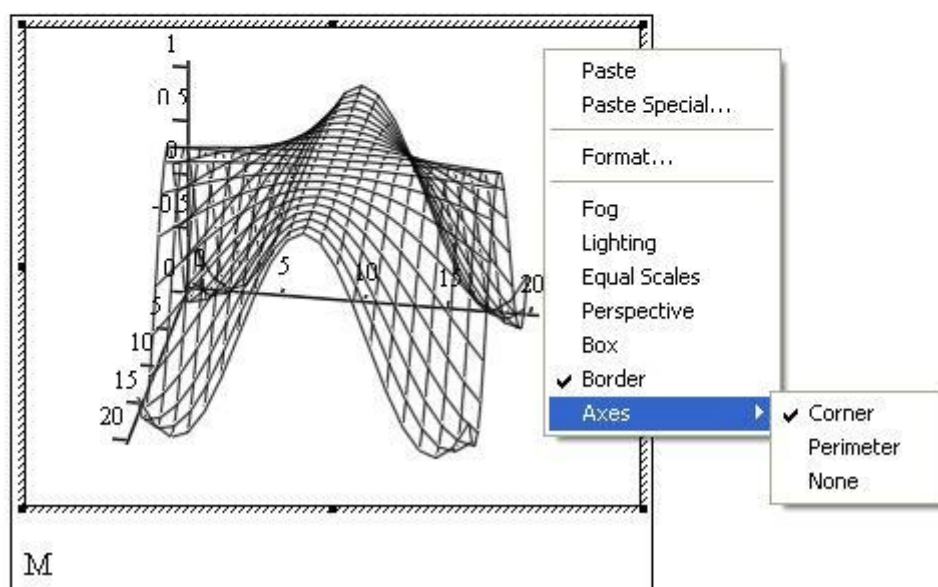 1
0.5
0
-0.5
0
0
5
10
15
20
5
10
15
20
Paste
Paste Special...
Format...
Fog
Lighting
Equal Scales
Perspective
Box
Border
Axes
Corner
Perimeter
None
M